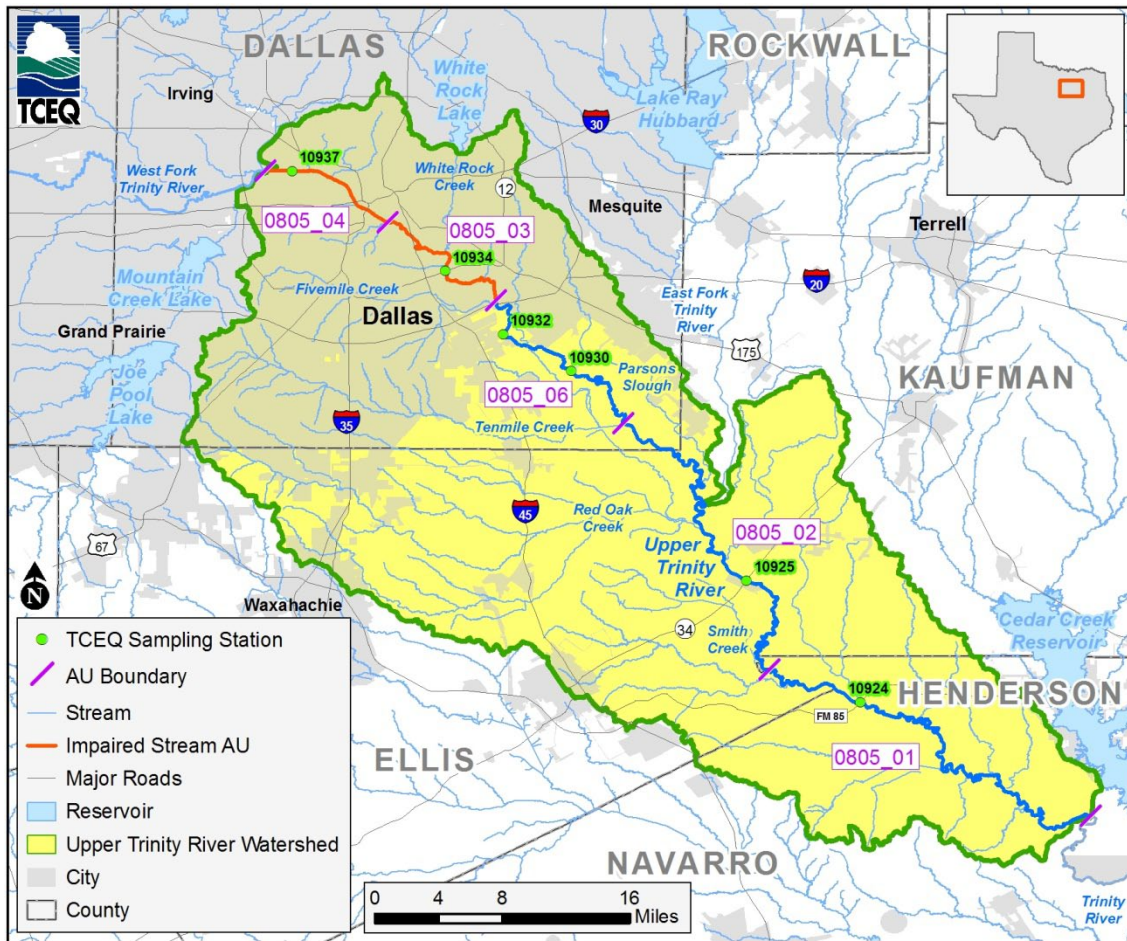 DALLAS
ROCKWALL
TCEQ
Irving
White
Rock
Lake
Lake Ray
Hubbard
30
10937
West Fork
Trinity River
White Rock
Creek
12
0805_04
0805_03
Mesquite
Terrell
10934
Mountain
Creek Lake
Fivemile Creek
20
East Fork
Trinity
River
Grand Prairie
Dallas
10932
175
10930
Parsons
Slough
Joe
Pool
Lake
KAUFMAN
0805_06
35
Tenmile Creek
45
Red Oak
Creek
0805_02
67
Upper
Trinity
River
10925
N
Waxahachie
Cedar Creek
Reservoir
34
Smith
Creek
10924
HENDERSON
FM 85
ELLIS
0805_01
NAVARRO
Trinity
River
TCEQ Sampling Station
AU Boundary
Stream
Impaired Stream AU
Major Roads
Reservoir
Upper Trinity River Watershed
City
County
0 4 8 16
Miles